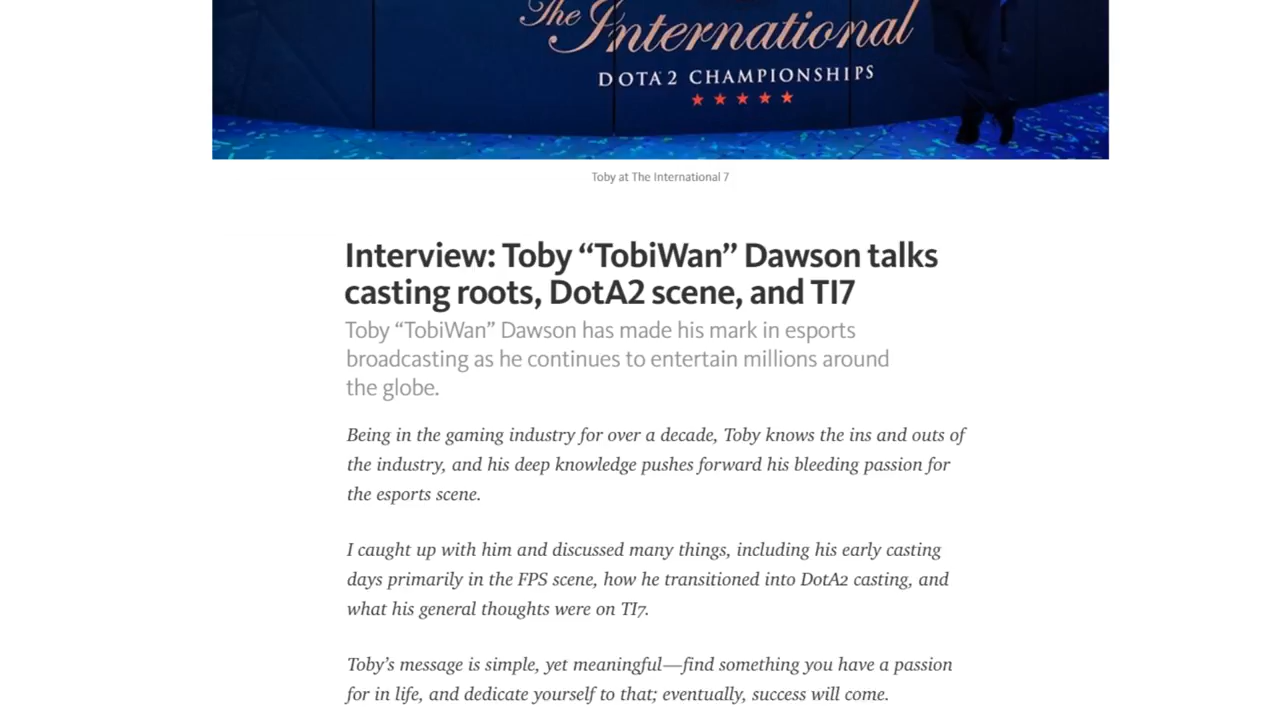 The International
DOTA 2 CHAMPIONSHIPS
Toby at The International 7
Interview: Toby “TobiWan” Dawson talks
casting roots, DotA2 scene, and TI7
Toby “TobiWan” Dawson has made his mark in esports
broadcasting as he continues to entertain millions around
the globe.
Being in the gaming industry for over a decade, Toby knows the ins and outs of
the industry, and his deep knowledge pushes forward his bleeding passion for
the esports scene.
I caught up with him and discussed many things, including his early casting
days primarily in the FPS scene, how he transitioned into DotA2 casting, and
what his general thoughts were on TI7.
Toby’s message is simple, yet meaningful—find something you have a passion
for in life, and dedicate yourself to that; eventually, success will come.